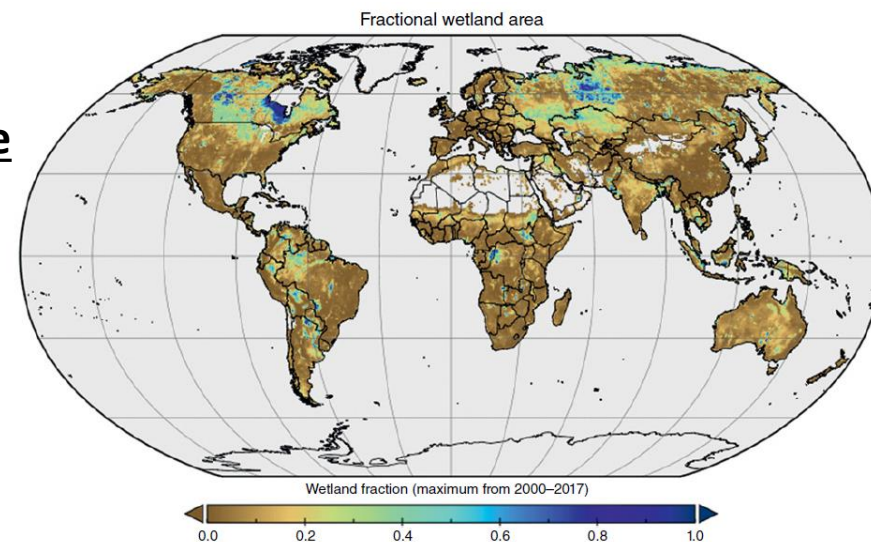 Fractional wetland area
e
Wetland fraction (maximum from 2000–2017)
0.0 0.2 0.4 0.6 0.8 1.0